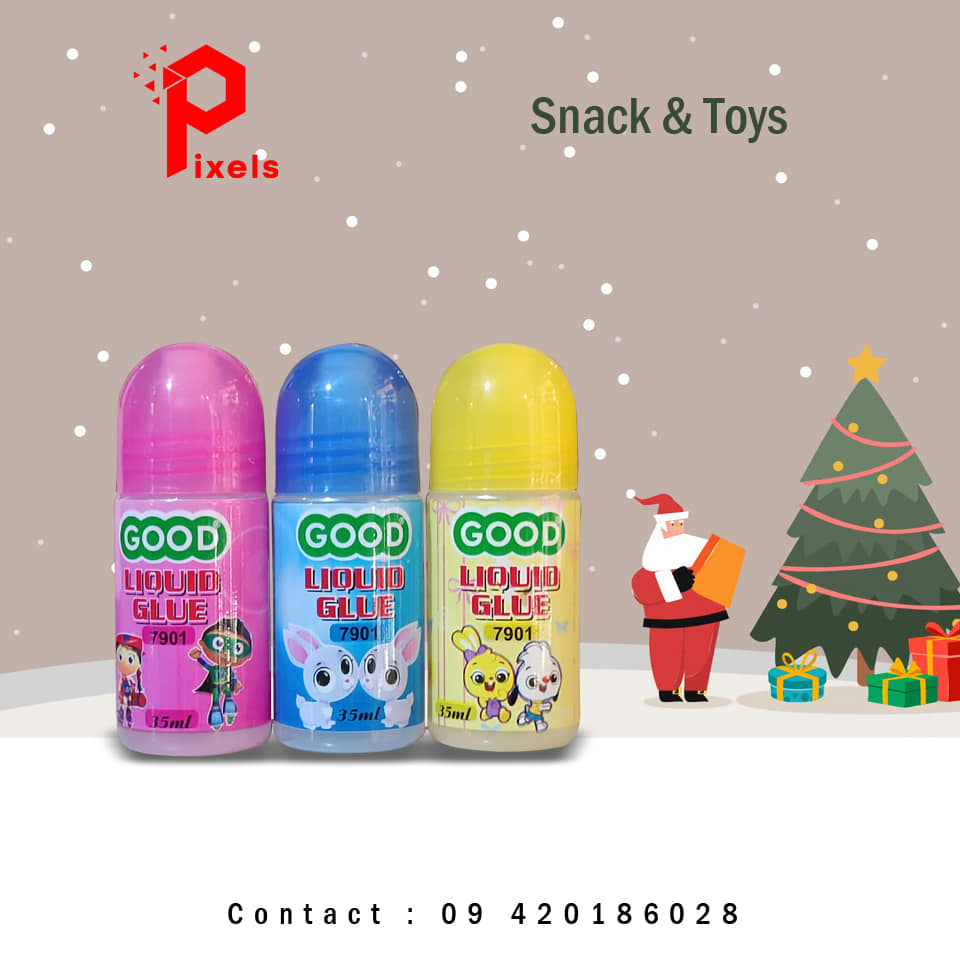 Pixels
Snack & Toys
GOOD
LIQUID
GLUE
7901
35ml
GOOD
LIQUID
GLUE
7901
35ml
GOOD
LIQUID
GLUE
7901
35ml
Contact : 09 420186028